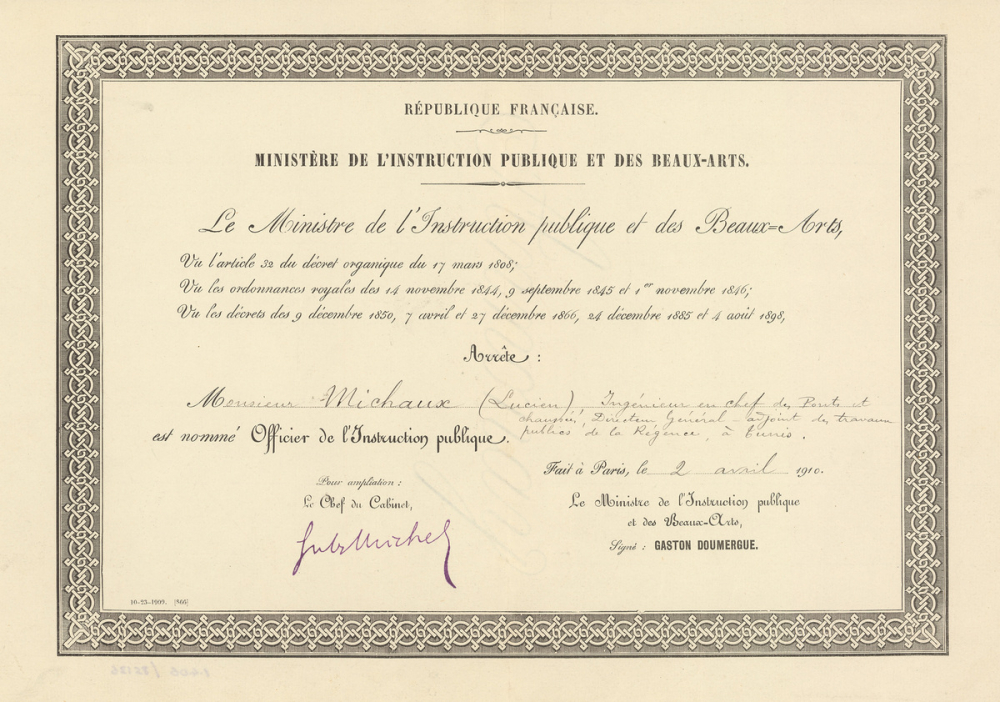 RÉPUBLIQUE FRANÇAISE.
MINISTÈRE DE L'INSTRUCTION PUBLIQUE ET DES BEAUX-ARTS.
Le Ministre de l'Instruction publique et des Beaux=Arts,
Vu l'article 32 du décret organique du 17 mars 1808;
Vu les ordonnances royales des 14 novembre 1844, 9 septembre 1845 et 1er novembre 1846;
Vu les décrets des 9 décembre 1850, 7 avril et 27 décembre 1866, 24 décembre 1885 et 4 août 1898,
Arrête :
Monsieur Michaux (Lucien), Ingénieur en chef des Ponts et
chaussées, Directeur Général adjoint des travaux
publics de la Régence, à Tunis.
est nommé Officier de l'Instruction publique.
Fait à Paris, le 2 avril 1910.
Pour ampliation :
Le Chef du Cabinet,
Le Ministre de l'Instruction publique
et des Beaux-Arts,
Signé : GASTON DOUMERGUE.
10-23-1909. [866]